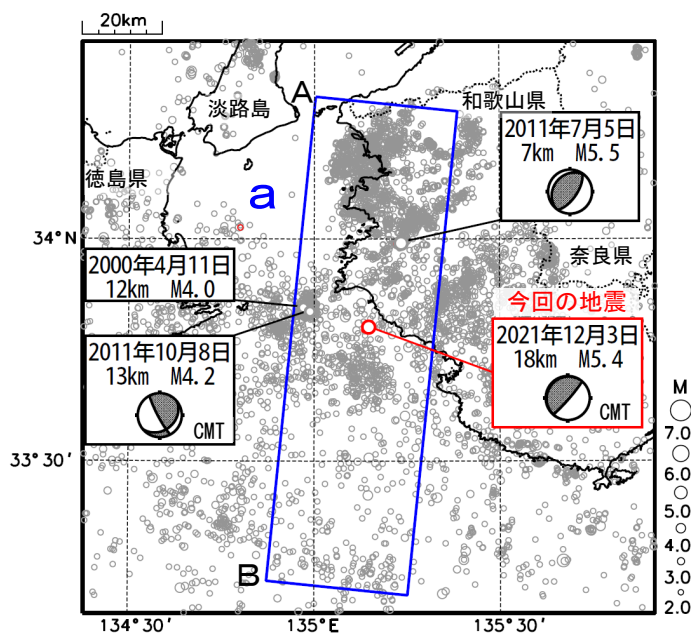 20km
A
和歌山県
淡路島
2011年7月5日
7km M5.5
徳島県
a
34°N
奈良県
2000年4月11日
12km M4.0
今回の地震
2021年12月3日
18km M5.4
CMT
2011年10月8日
13km M4.2
CMT
M
7.0
6.0
5.0
4.0
3.0
2.0
33°30′
B
134°30′
135°E
135°30′